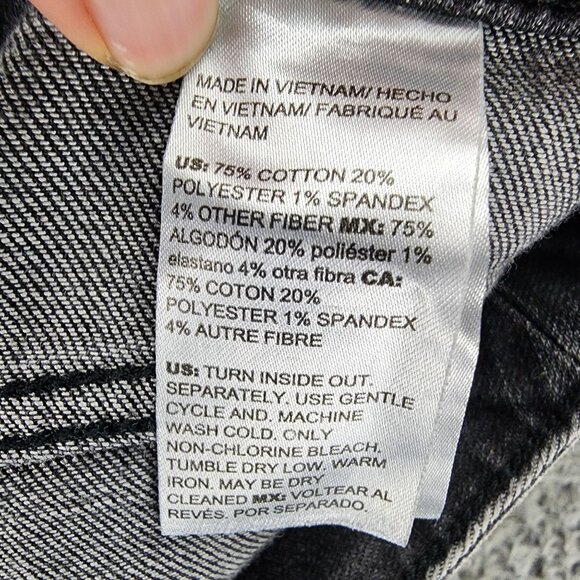 MADE IN VIETNAM/ HECHO
EN VIETNAM/ FABRIQUÉ AU
VIETNAM
US: 75% COTTON 20%
POLYESTER 1% SPANDEX
4% OTHER FIBER MX: 75%
ALGODÓN 20% poliéster 1%
elastano 4% otra fibra CA:
75% COTON 20%
POLYESTER 1% SPANDEX
4% AUTRE FIBRE
US: TURN INSIDE OUT.
SEPARATELY. USE GENTLE
CYCLE AND. MACHINE
WASH COLD. ONLY
NON-CHLORINE BLEACH,
TUMBLE DRY LOW. WARM
IRON. MAY BE DRY
CLEANED MX: VOLTEAR AL
REVÉS. POR SEPARADO.